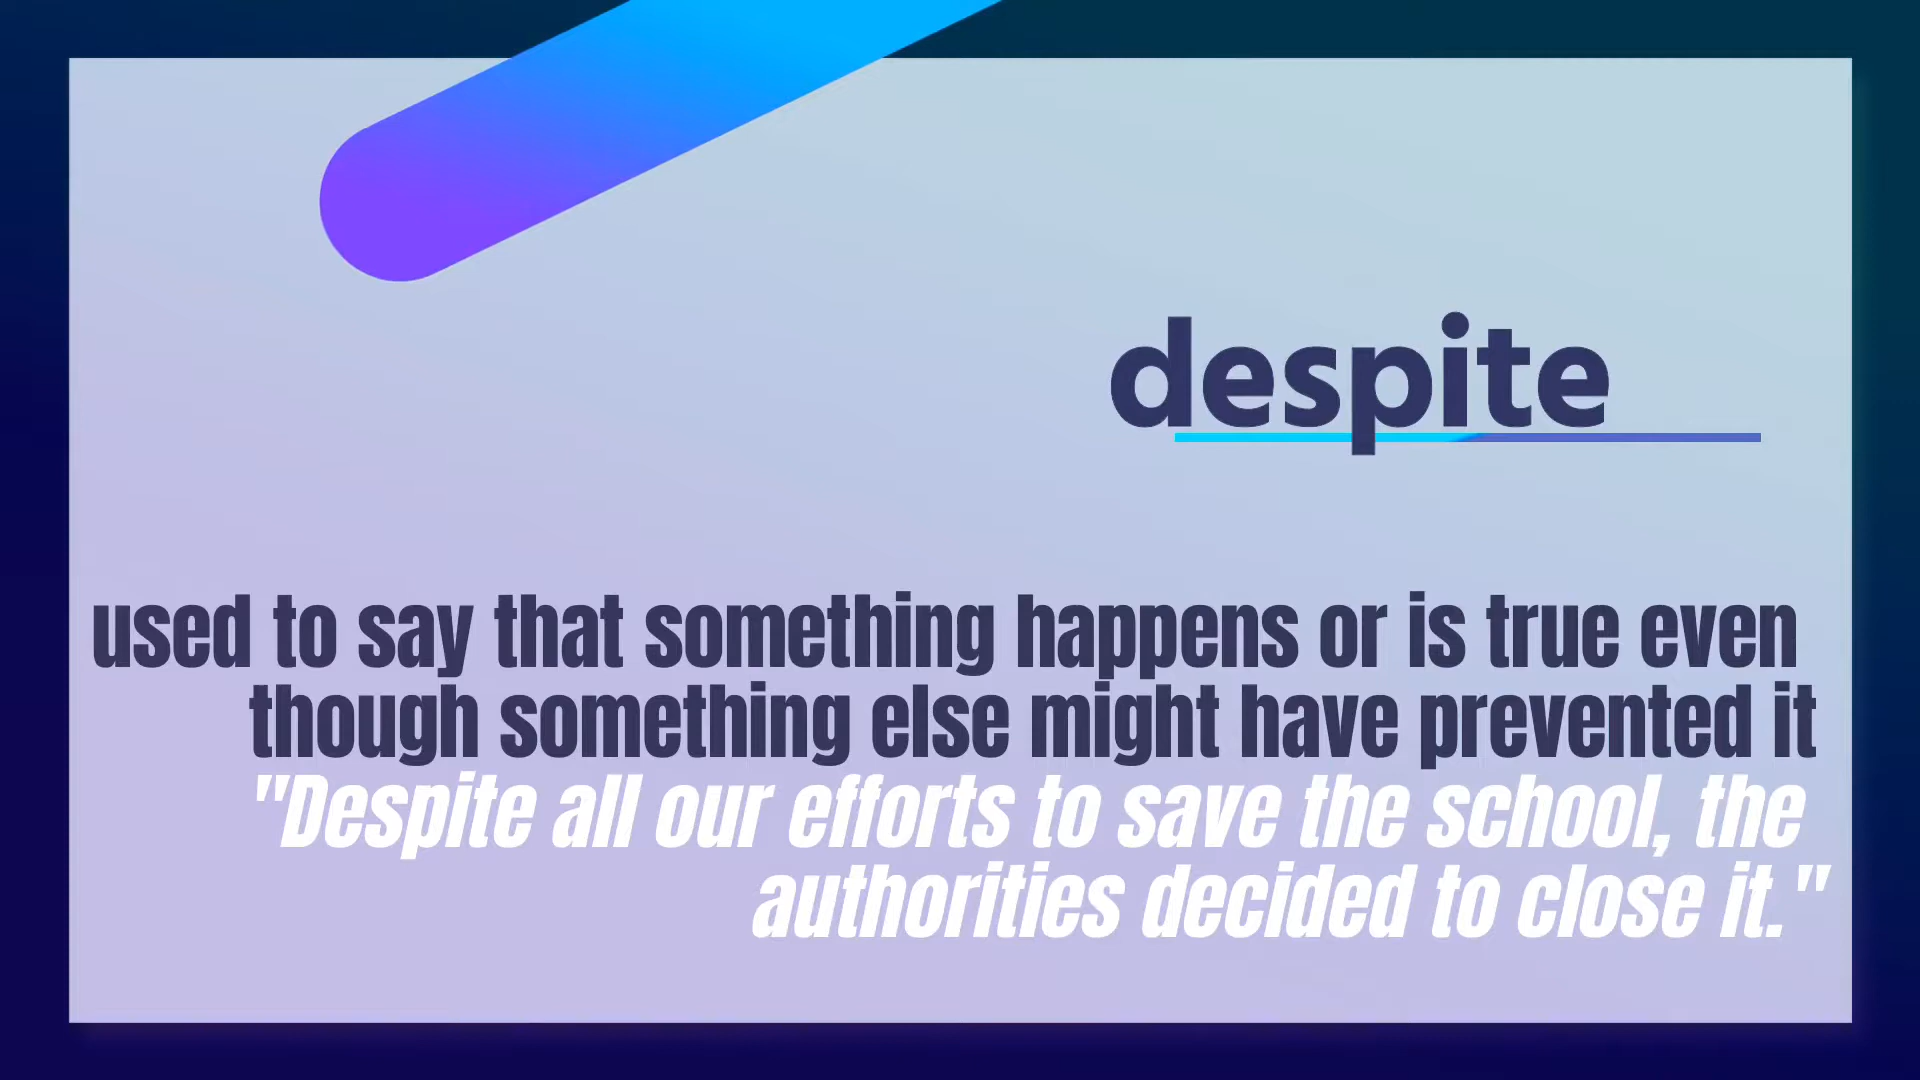 despite
used to say that something happens or is true even
though something else might have prevented it
"Despite all our efforts to save the school, the
authorities decided to close it."